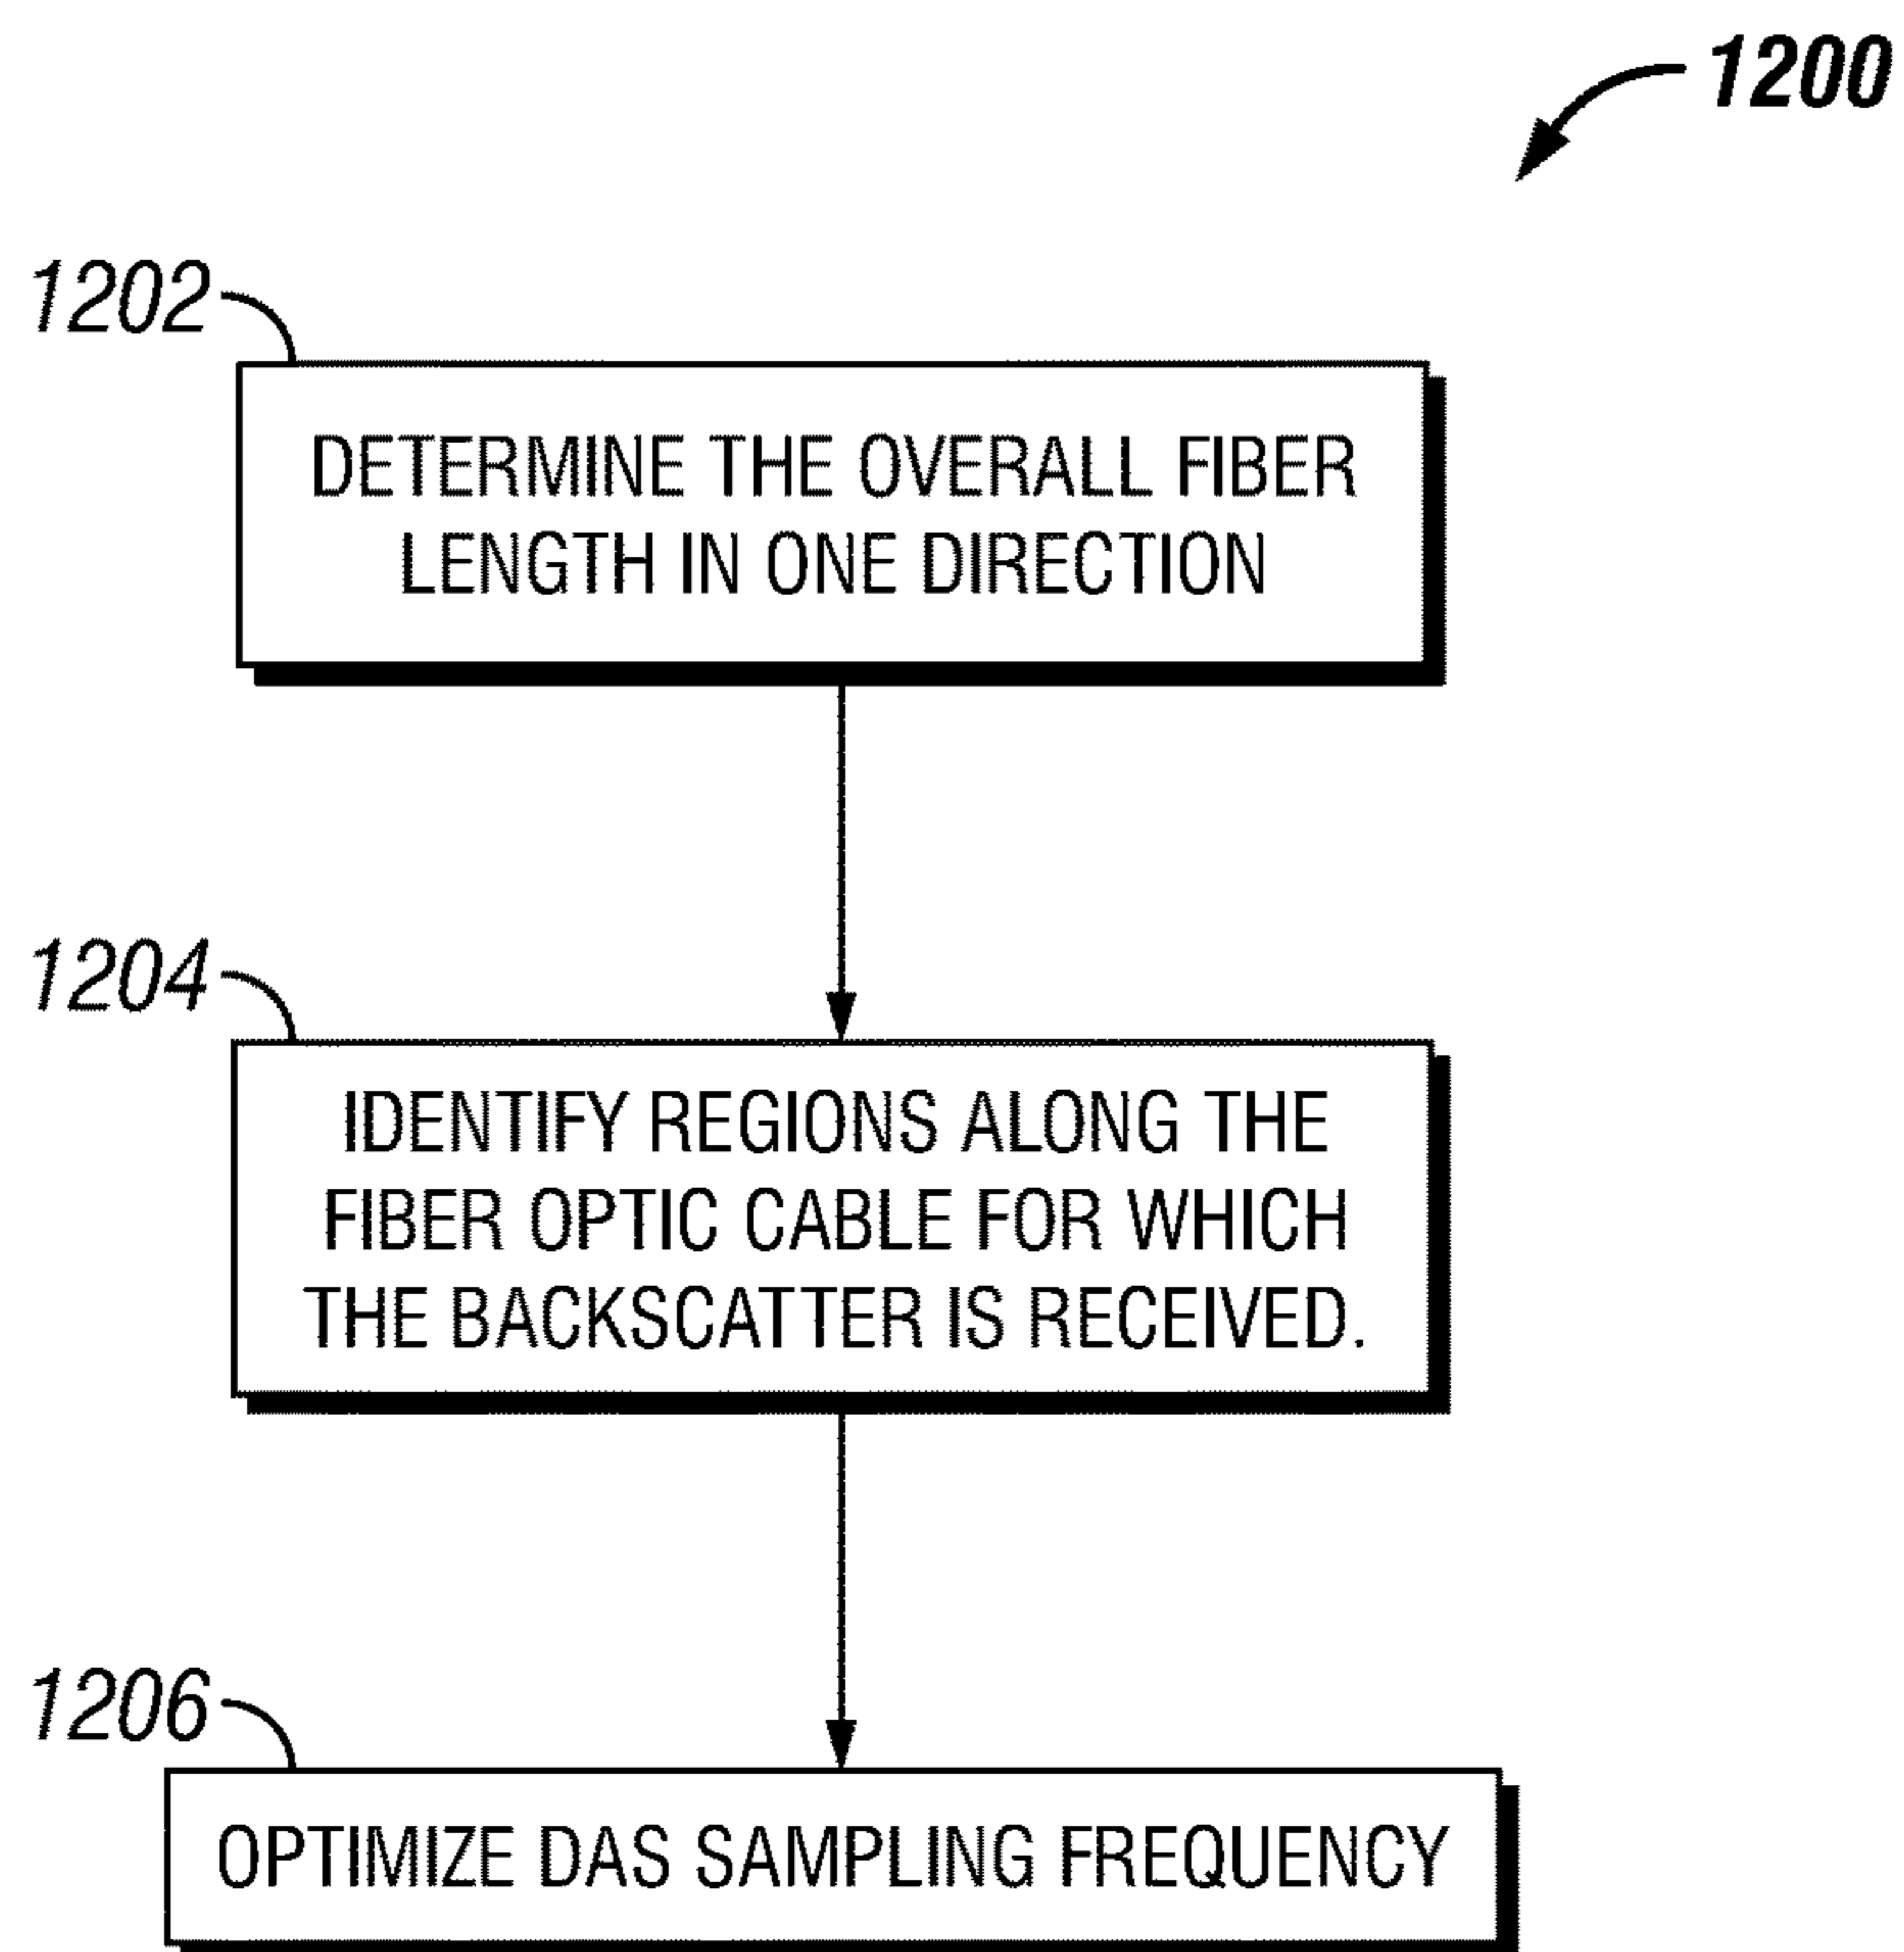 1200
1202
DETERMINE THE OVERALL FIBER
LENGTH IN ONE DIRECTION
1204
IDENTIFY REGIONS ALONG THE
FIBER OPTIC CABLE FOR WHICH
THE BACKSCATTER IS RECEIVED.
1206
OPTIMIZE DAS SAMPLING FREQUENCY